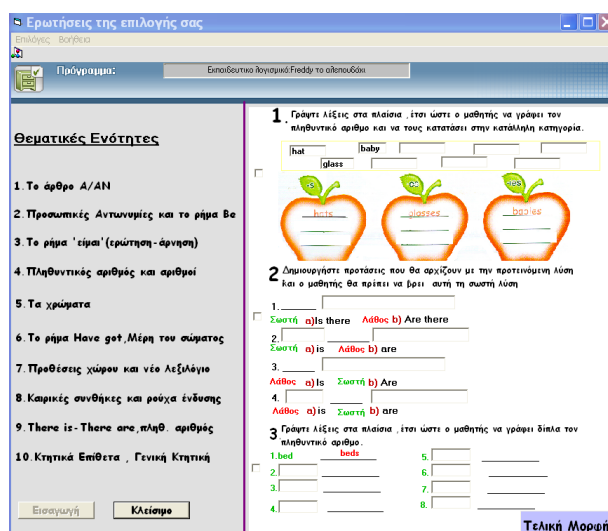 Ερωτήσεις της επιλογής σας
Επιλόγες Βοήθεια
Πρόγραμμα:
Εκπαιδευτικο λογισμικό:Freddy το αλεπουδάκι
Θεματικές Ενότητες
1.Το άρθρο A/AN
2.Προσωπικές Αντωνυμίες και το ρήμα Be
3.Το ρήμα 'είμαι'(ερώτηση-άρνηση)
4.Πληθυντικός αριθμός και αριθμοί
5.Τα χρώματα
6.Το ρήμα Have got,Μέρη του σώματος
7.Προθέσεις χώρου και νέο λεξιλόγιο
8.Καιρικές συνθήκες και ρούχα ένδυσης
9.There is-There are,πληθ. αριθμός
10.Κτητικά Επίθετα , Γενική Κτητική
Εισαγωγή
Κλείσιμο
1. Γράψτε λέξεις στα πλαίσια ,έτσι ώστε ο μαθητής να γράφει τον
πληθυντικό αριθμο και να τους κατατάσει στην κατάλληλη κατηγορία.
hat baby
glass
-s -es -ies
hats glasses babies
2 Δημιουργήστε προτάσεις που θα αρχίζουν με την προτεινόμενη λύση
και ο μαθητής θα πρέπει να βρει αυτή τη σωστή λύση
1.
Σωστή a)Is there Λάθος b) Are there
2.
Σωστή a) is Λάθος b) are
3.
Λάθος a)Is Σωστή b) Are
4.
Λάθος a)is Σωστή b) are
3. Γράψτε λέξεις στα πλαίσια ,έτσι ώστε ο μαθητής να γράφει δίπλα τον
πληθυντικό αριθμο.
1.bed beds 5.
2. 6.
3. 7.
4. 8.
Τελική Μορφή